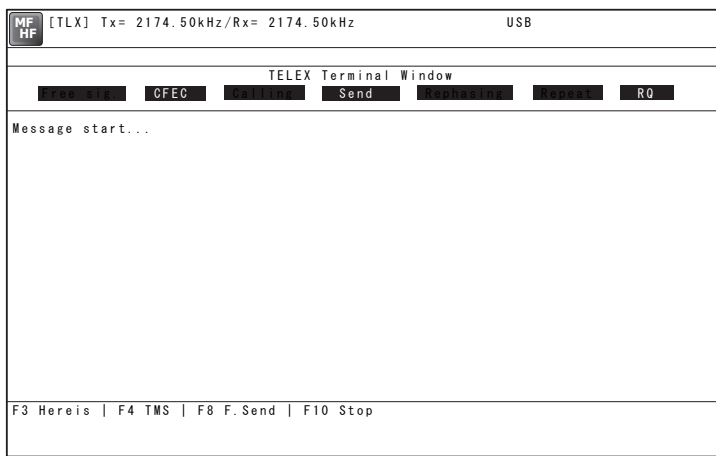 MF
HF
[TLX] Tx= 2174.50kHz/Rx= 2174.50kHz USB
TELEX Terminal Window
Free sig. CFEC Calling Send Rephasing Repeat RQ
Message start...
F3 Hereis | F4 TMS | F8 F.Send | F10 Stop